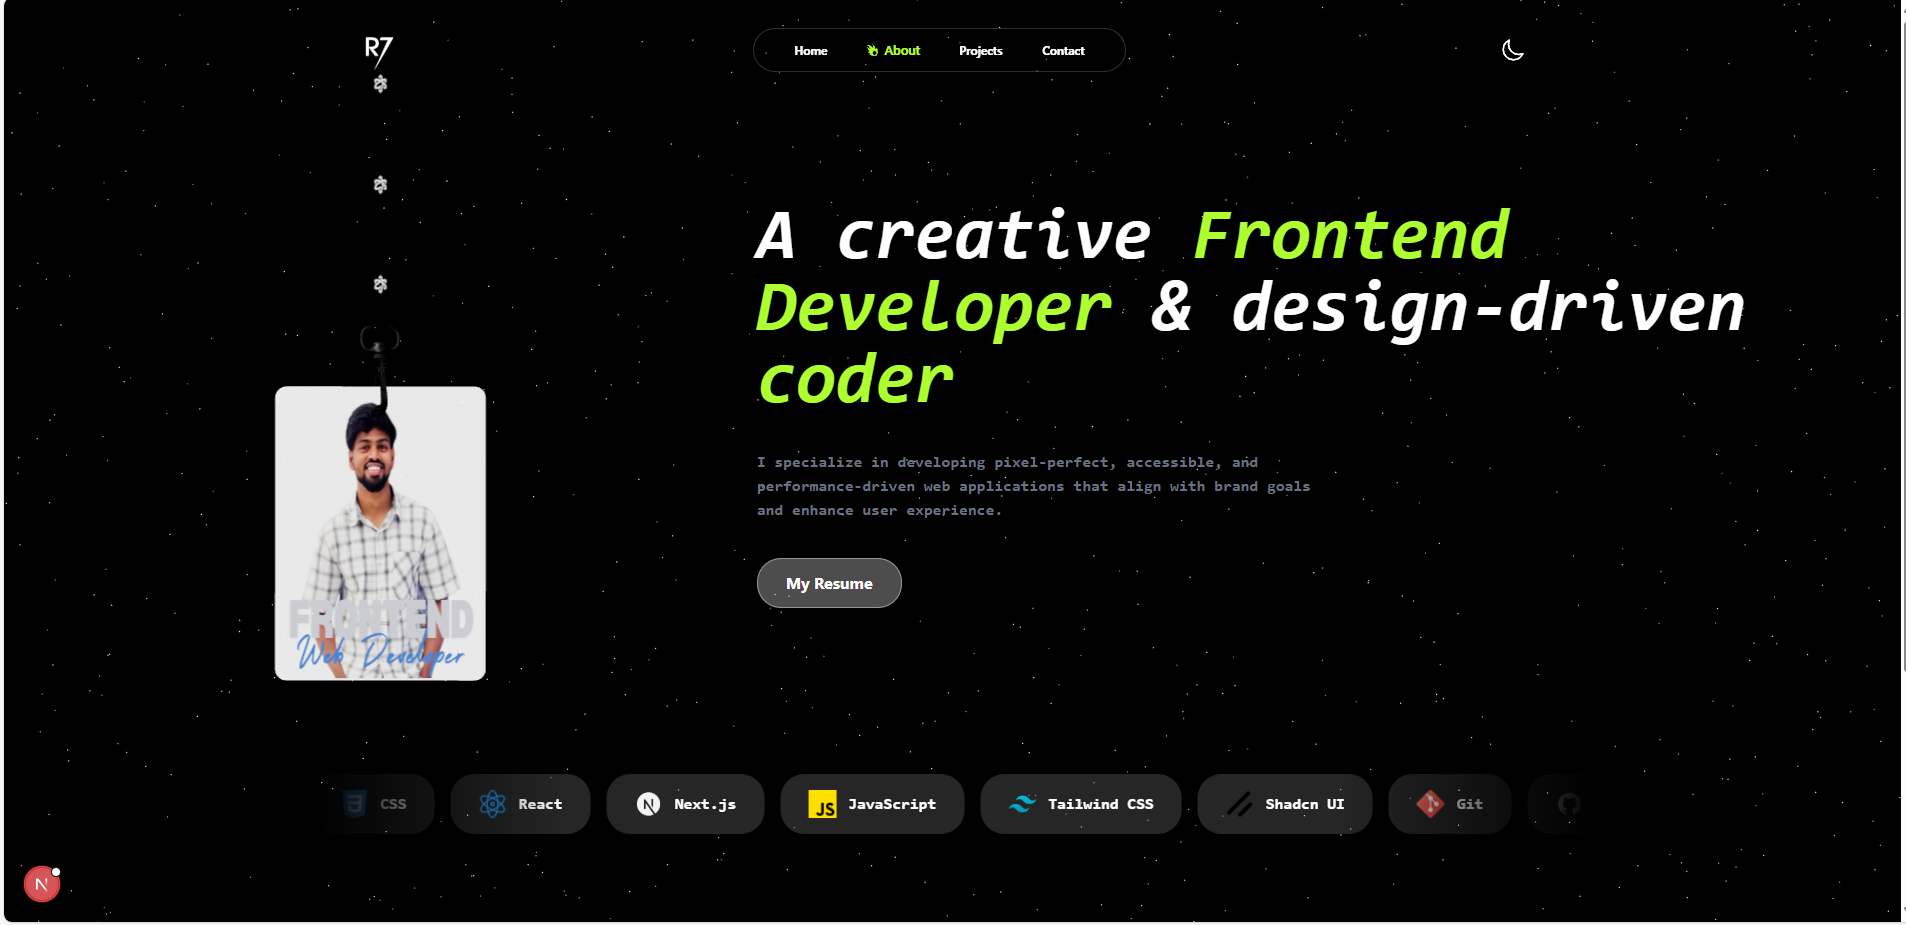 R7
Home About Projects Contact
A creative Frontend
Developer & design-driven
coder
I specialize in developing pixel-perfect, accessible, and
performance-driven web applications that align with brand goals
and enhance user experience.
My Resume
FRONTEND
Web Developer
CSS React Next.js JS JavaScript Tailwind CSS Shadcn UI Git
N